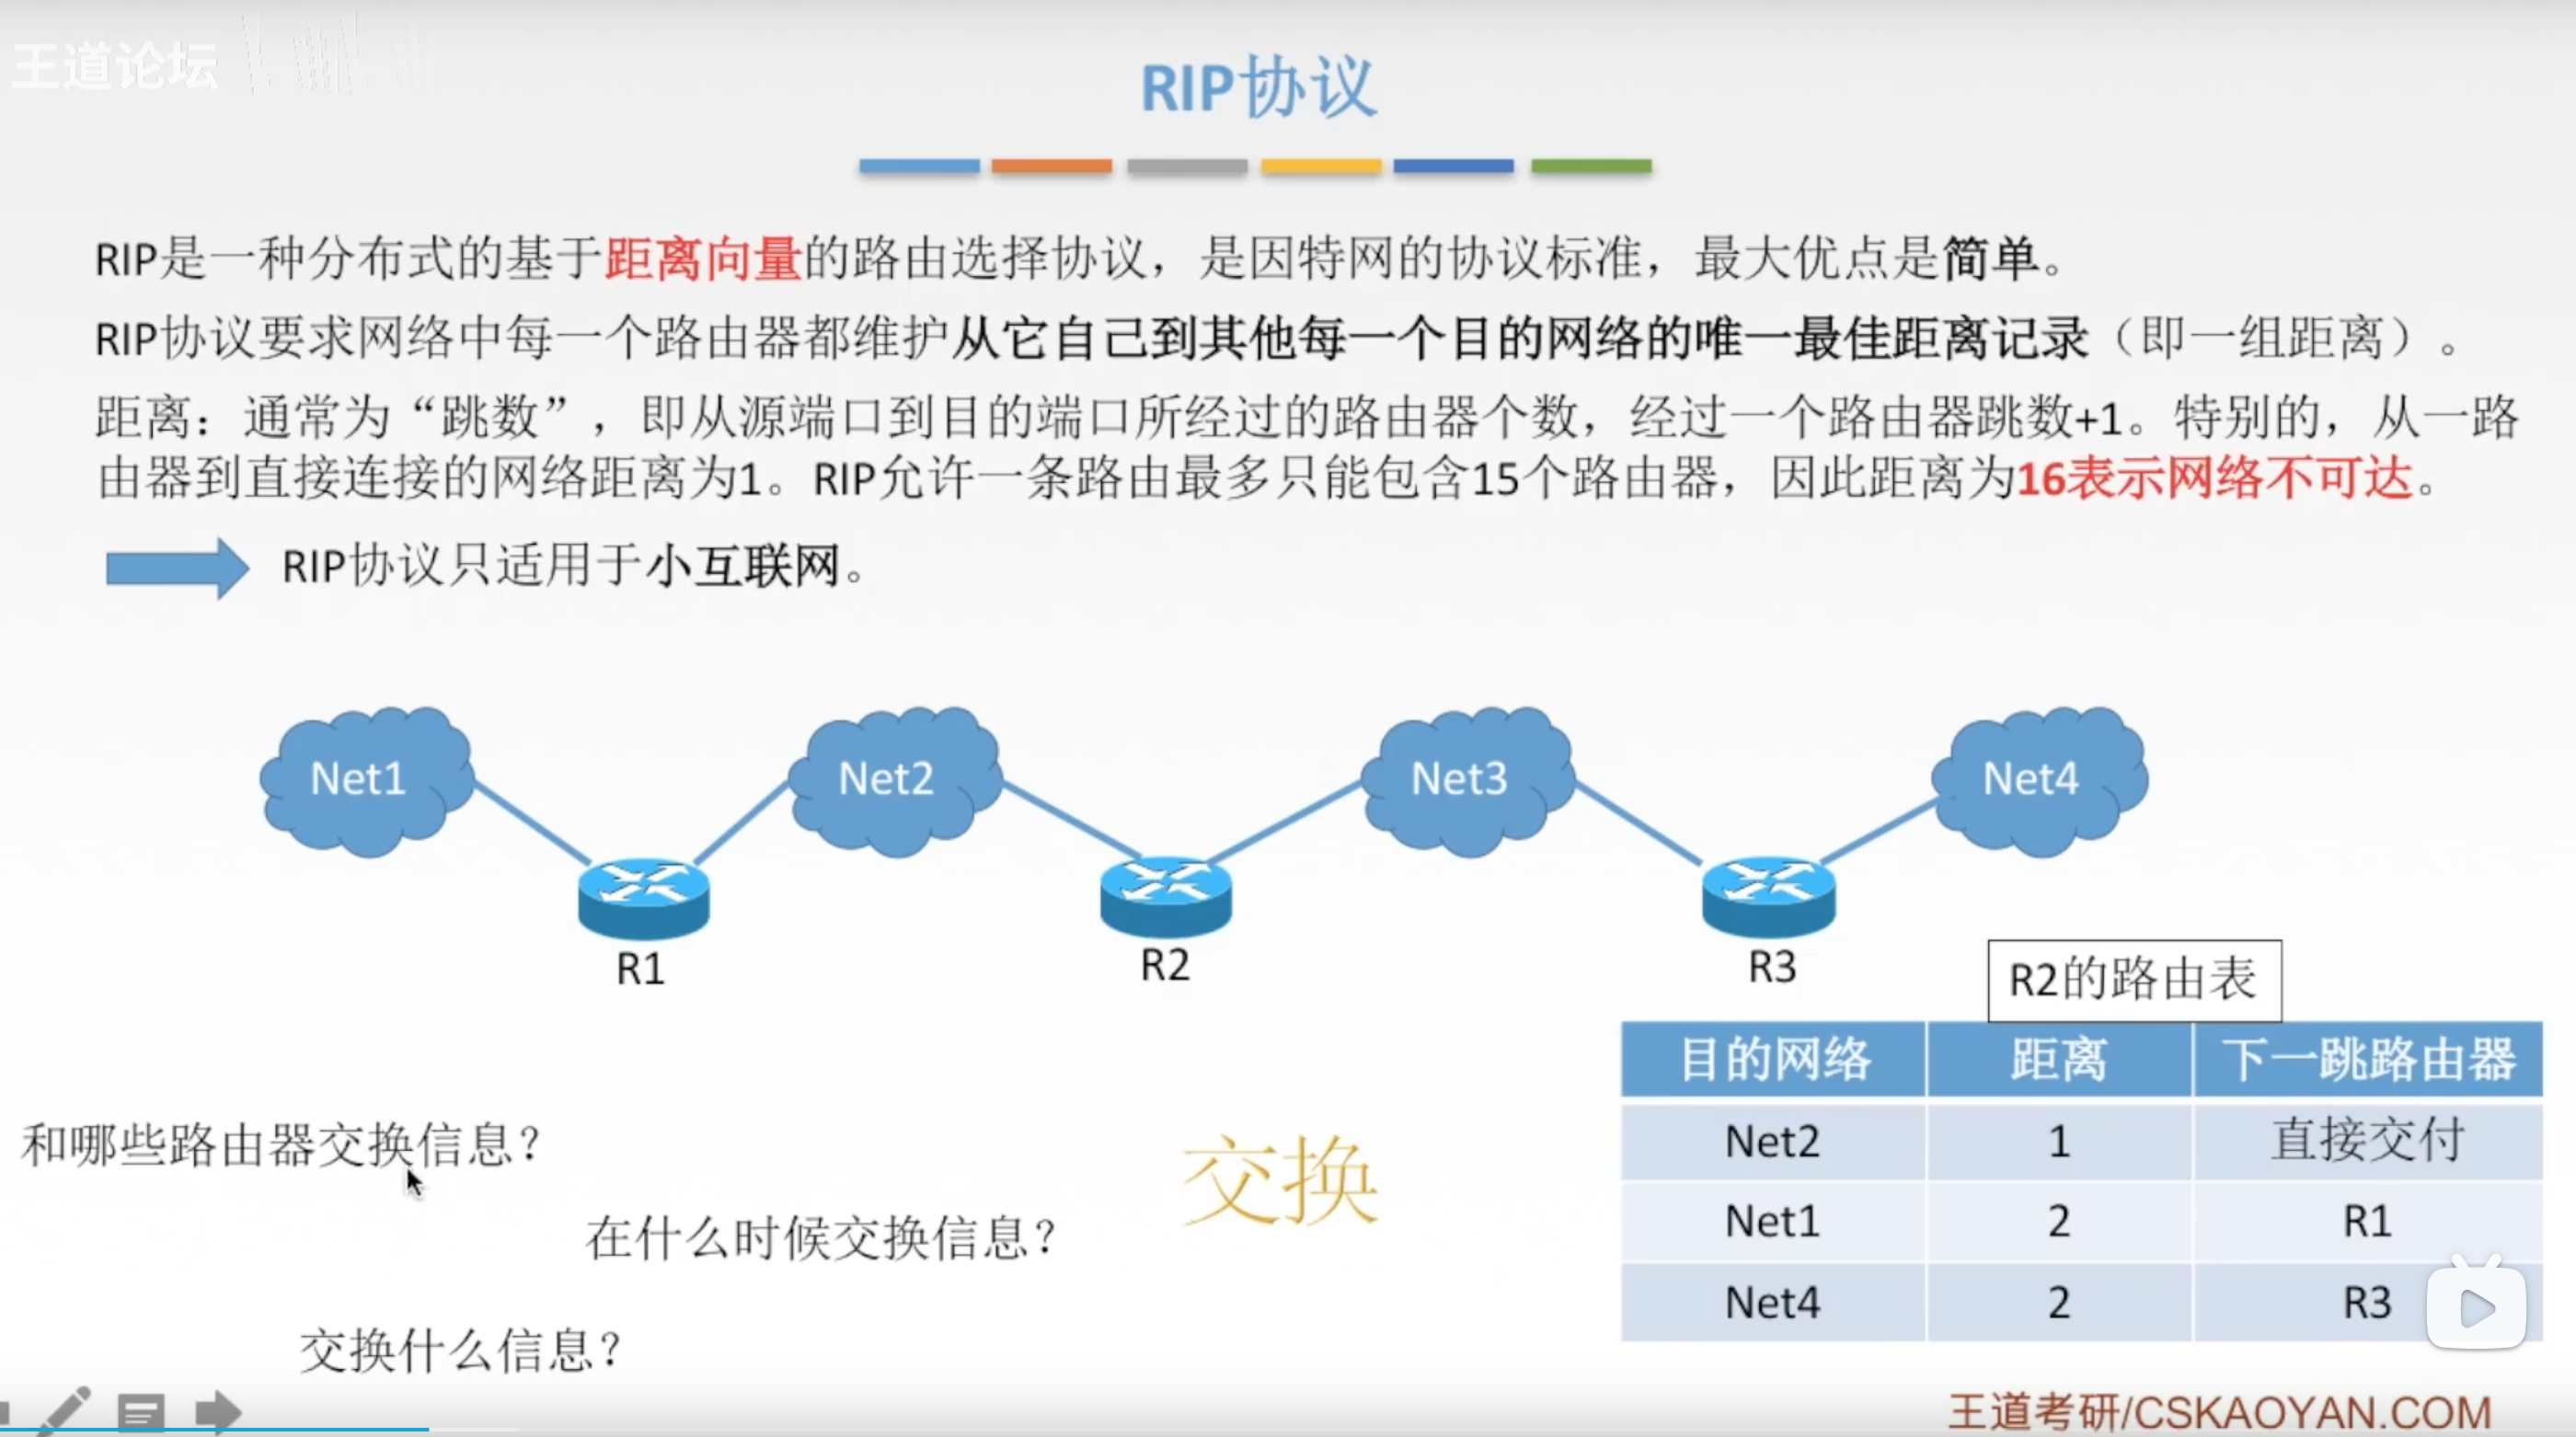 王道论坛
RIP协议
RIP是一种分布式的基于距离向量的路由选择协议，是因特网的协议标准，最大优点是简单。
RIP协议要求网络中每一个路由器都维护从它自己到其他每一个目的网络的唯一最佳距离记录（即一组距离）。
距离：通常为“跳数”，即从源端口到目的端口所经过的路由器个数，经过一个路由器跳数+1。特别的，从一路
由器到直接连接的网络距离为1。RIP允许一条路由最多只能包含15个路由器，因此距离为16表示网络不可达。
RIP协议只适用于小互联网。
Net1 Net2 Net3 Net4
R1 R2 R3
R2的路由表
目的网络 距离 下一跳路由器
Net2 1 直接交付
Net1 2 R1
Net4 2 R3
和哪些路由器交换信息？
交换
在什么时候交换信息？
交换什么信息？
王道考研/CSKAOYAN.COM